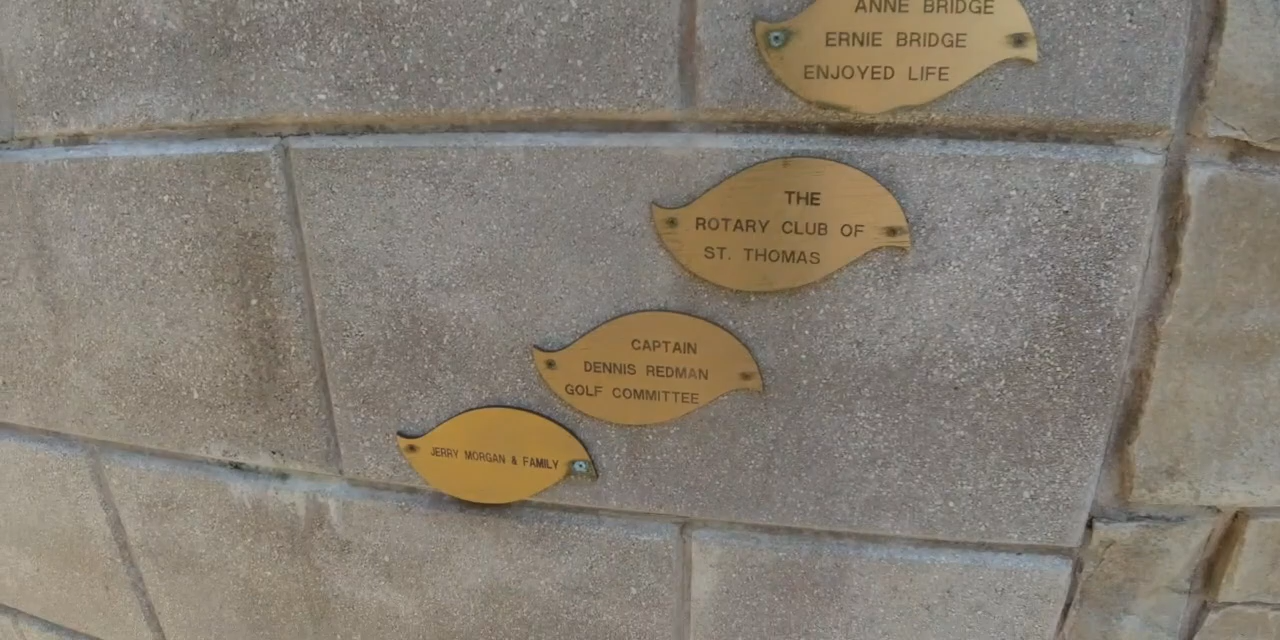 ANNE BRIDGE
ERNIE BRIDGE
ENJOYED LIFE
THE
ROTARY CLUB OF
ST. THOMAS
CAPTAIN
DENNIS REDMAN
GOLF COMMITTEE
JERRY MORGAN & FAMILY